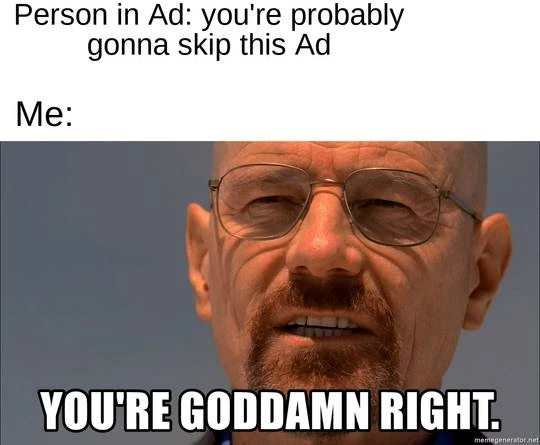 Person in Ad: you're probably
gonna skip this Ad
Me:
YOU'RE GODDAMN RIGHT.
memegenerator.net